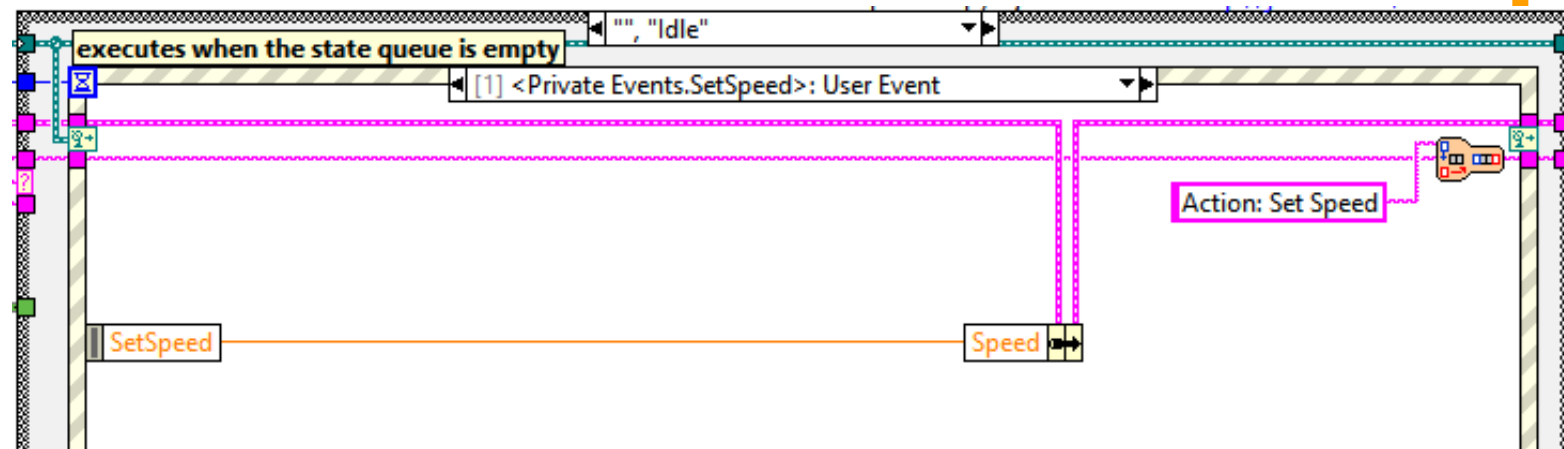 "", "Idle"
executes when the state queue is empty
[1] <Private Events.SetSpeed>: User Event
?
Action: Set Speed
SetSpeed
Speed